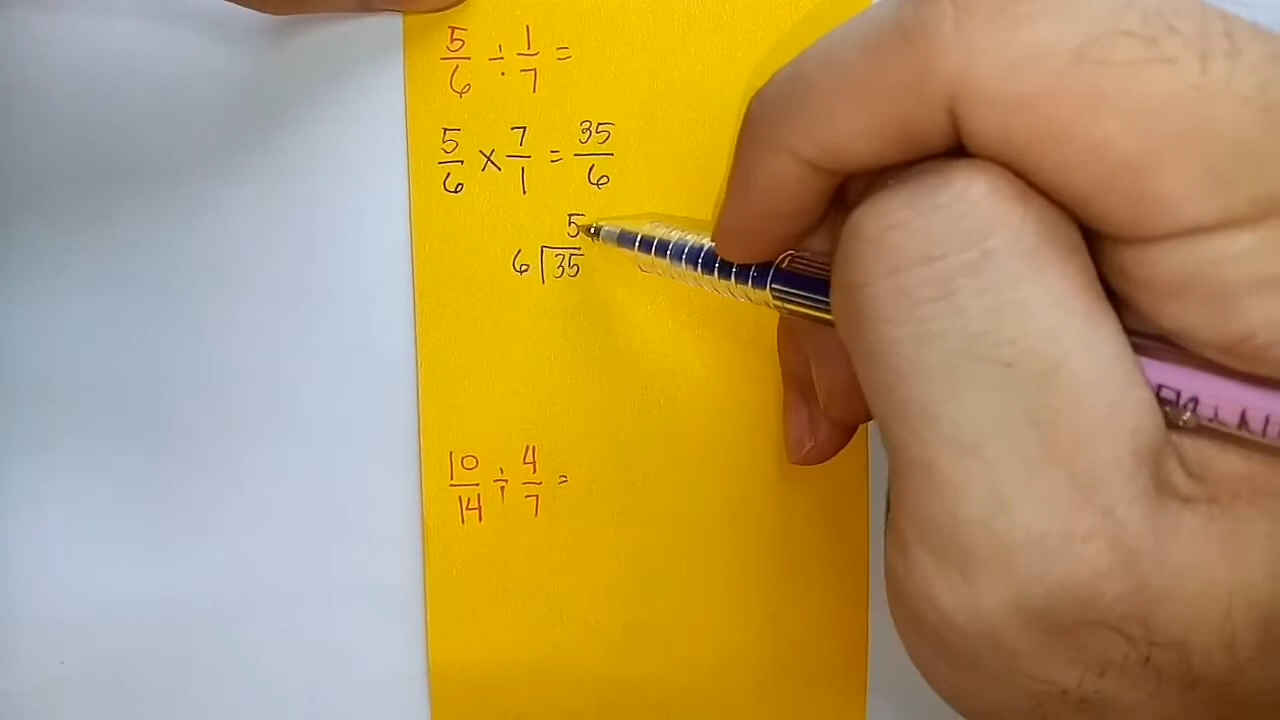 5/6 ÷ 1/7 =
5/6 × 7/1 = 35/6
5
6 ⟌35
10/14 ÷ 4/7 =